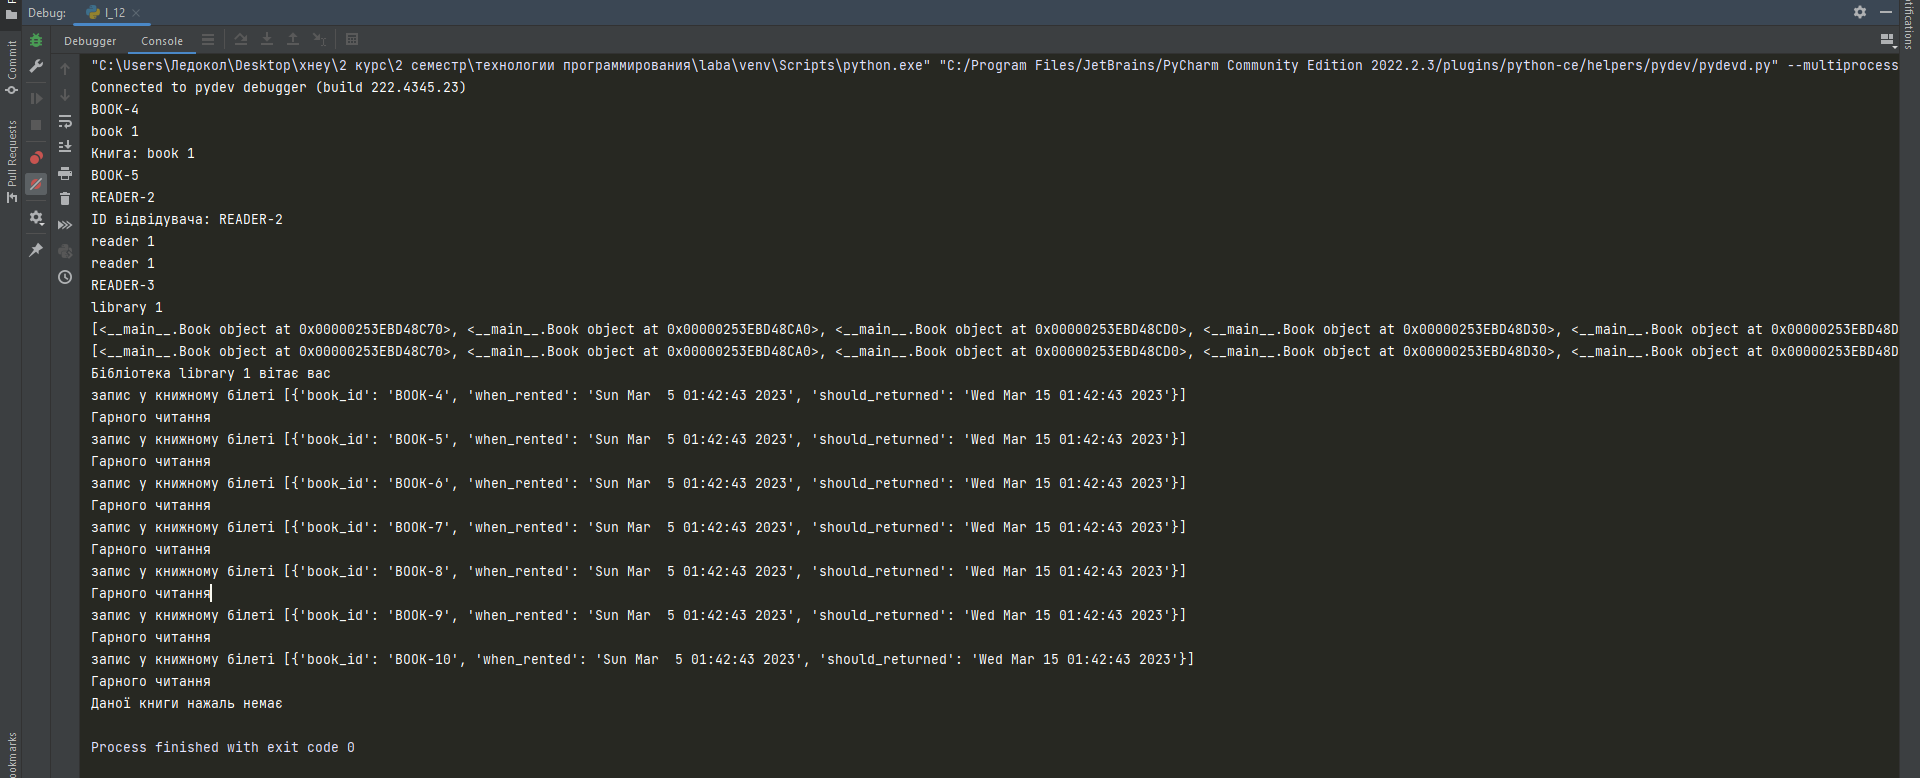 Debug: l_12
Debugger Console
"C:\Users\Ледокол\Desktop\хнеу\2 курс\2 семестр\технологии программирования\laba\venv\Scripts\python.exe" "C:/Program Files/JetBrains/PyCharm Community Edition 2022.2.3/plugins/python-ce/helpers/pydev/pydevd.py" --multiprocess
Connected to pydev debugger (build 222.4345.23)
BOOK-4
book 1
Книга: book 1
BOOK-5
READER-2
ID відвідувача: READER-2
reader 1
reader 1
READER-3
library 1
[<__main__.Book object at 0x00000253EBD48C70>, <__main__.Book object at 0x00000253EBD48CA0>, <__main__.Book object at 0x00000253EBD48CD0>, <__main__.Book object at 0x00000253EBD48D30>, <__main__.Book object at 0x00000253EBD48D
[<__main__.Book object at 0x00000253EBD48C70>, <__main__.Book object at 0x00000253EBD48CA0>, <__main__.Book object at 0x00000253EBD48CD0>, <__main__.Book object at 0x00000253EBD48D30>, <__main__.Book object at 0x00000253EBD48D
Бібліотека library 1 вітає вас
запис у книжному білеті [{'book_id': 'BOOK-4', 'when_rented': 'Sun Mar  5 01:42:43 2023', 'should_returned': 'Wed Mar 15 01:42:43 2023'}]
Гарного читання
запис у книжному білеті [{'book_id': 'BOOK-5', 'when_rented': 'Sun Mar  5 01:42:43 2023', 'should_returned': 'Wed Mar 15 01:42:43 2023'}]
Гарного читання
запис у книжному білеті [{'book_id': 'BOOK-6', 'when_rented': 'Sun Mar  5 01:42:43 2023', 'should_returned': 'Wed Mar 15 01:42:43 2023'}]
Гарного читання
запис у книжному білеті [{'book_id': 'BOOK-7', 'when_rented': 'Sun Mar  5 01:42:43 2023', 'should_returned': 'Wed Mar 15 01:42:43 2023'}]
Гарного читання
запис у книжному білеті [{'book_id': 'BOOK-8', 'when_rented': 'Sun Mar  5 01:42:43 2023', 'should_returned': 'Wed Mar 15 01:42:43 2023'}]
Гарного читання
запис у книжному білеті [{'book_id': 'BOOK-9', 'when_rented': 'Sun Mar  5 01:42:43 2023', 'should_returned': 'Wed Mar 15 01:42:43 2023'}]
Гарного читання
запис у книжному білеті [{'book_id': 'BOOK-10', 'when_rented': 'Sun Mar  5 01:42:43 2023', 'should_returned': 'Wed Mar 15 01:42:43 2023'}]
Гарного читання
Даної книги нажаль немає
Process finished with exit code 0
Commit
Pull Requests
ookmarks
tifications